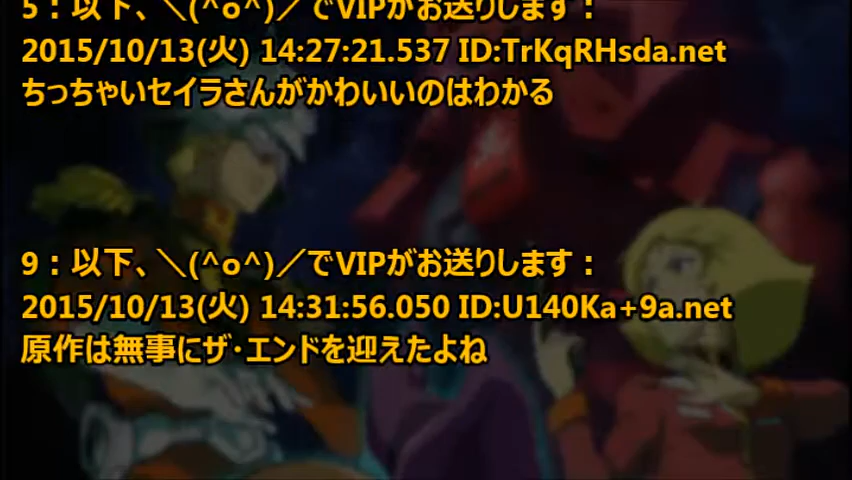 5：以下、＼(^o^)／でVIPがお送りします：
2015/10/13(火) 14:27:21.537 ID:TrKqRHsda.net
ちっちゃいセイラさんがかわいいのはわかる
9：以下、＼(^o^)／でVIPがお送りします：
2015/10/13(火) 14:31:56.050 ID:U140Ka+9a.net
原作は無事にザ･エンドを迎えたよね